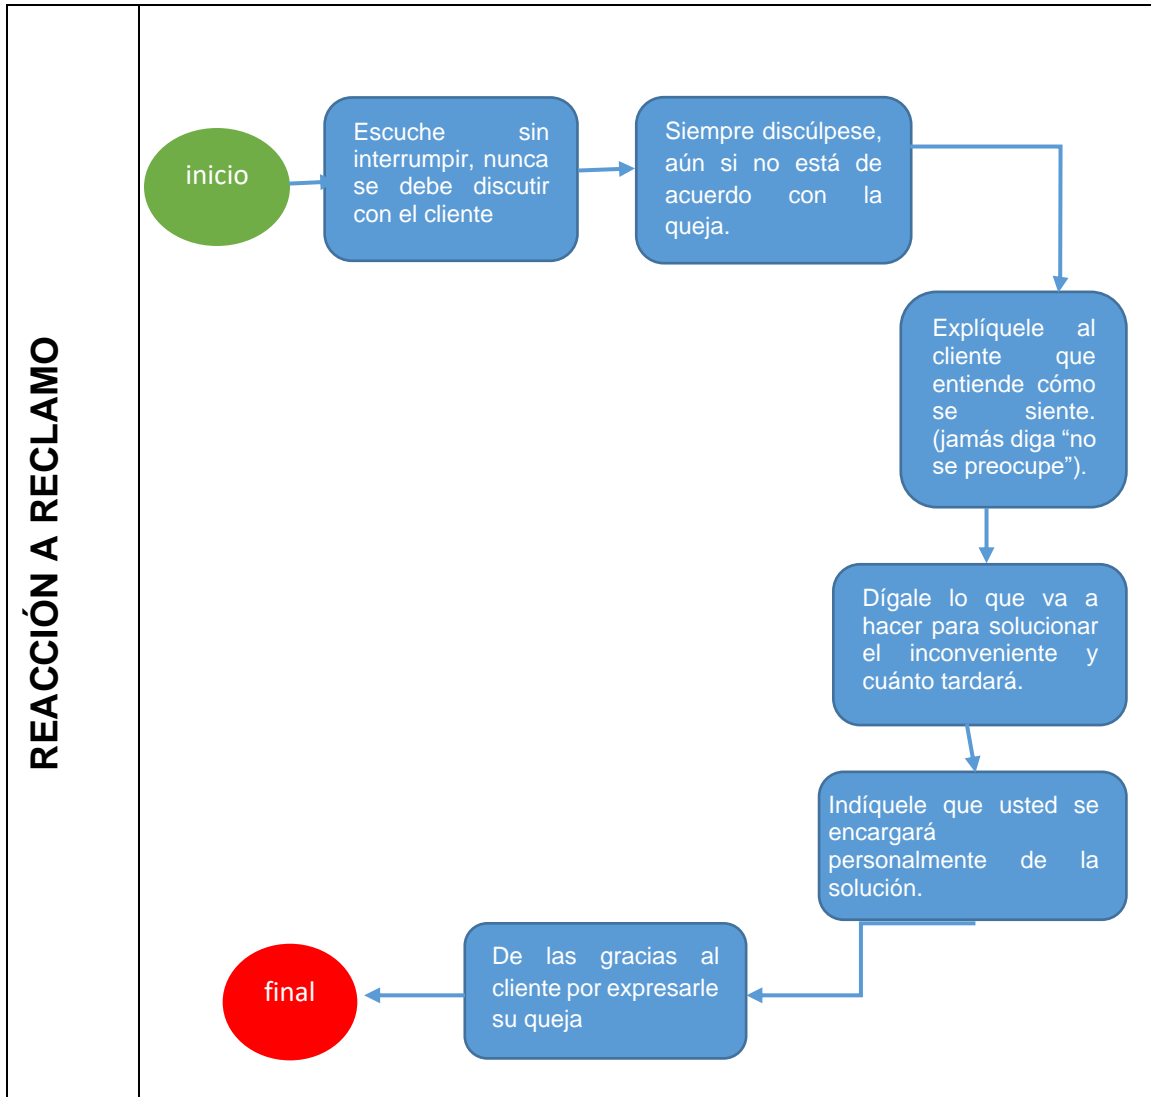 REACCIÓN A RECLAMO
inicio
Escuche sin
interrumpir, nunca
se debe discutir
con el cliente
Siempre discúlpese,
aún si no está de
acuerdo con la
queja.
Explíquele al
cliente que
entiende cómo
se siente.
(jamás diga “no
se preocupe”).
Dígale lo que va a
hacer para solucionar
el inconveniente y
cuánto tardará.
Indíquele que usted se
encargará
personalmente de la
solución.
De las gracias al
cliente por expresarle
su queja
final